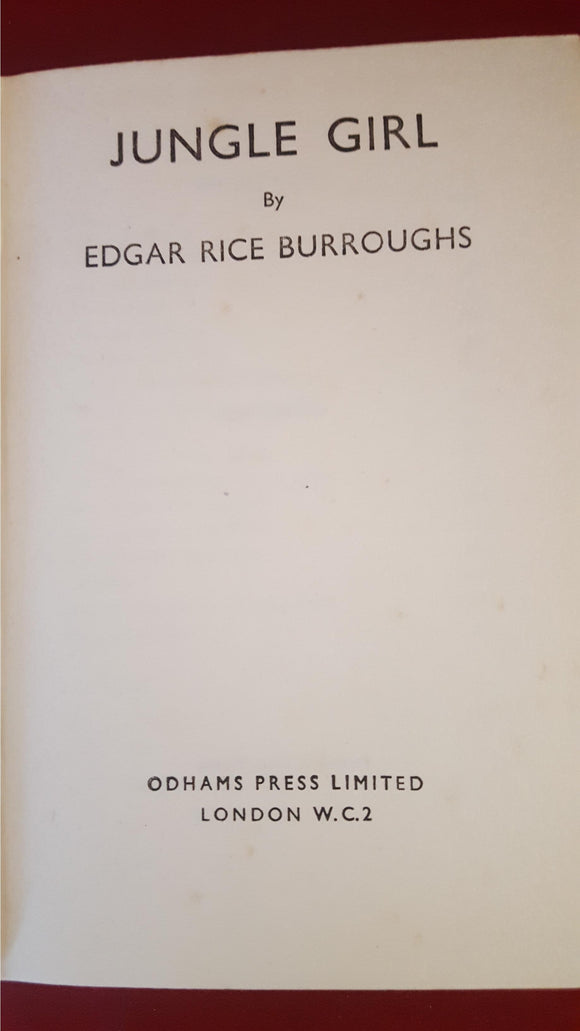 JUNGLE GIRL
By
EDGAR RICE BURROUGHS
ODHAMS PRESS LIMITED
LONDON W.C.2